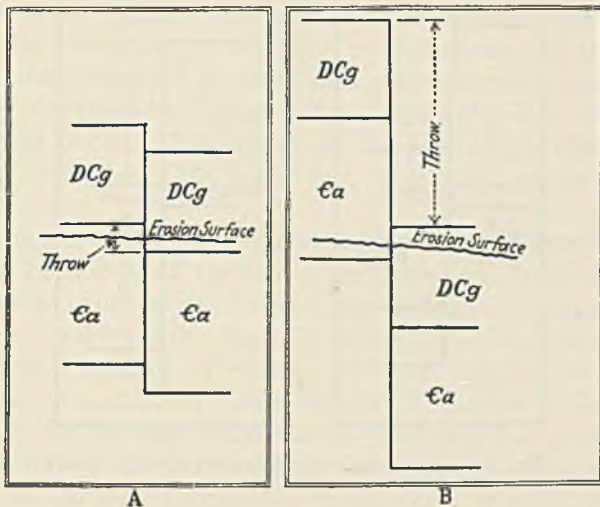 DCg
DCg
Erosion Surface
Throw
Єa
Єa
A
DCg
Throw
Єa
Erosion Surface
DCg
Єa
B